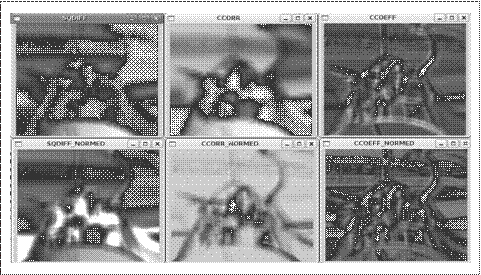 SQDIFF
CCORR
CCOEFF
SQDIFF_NORMED
CCORR_NORMED
CCOEFF_NORMED